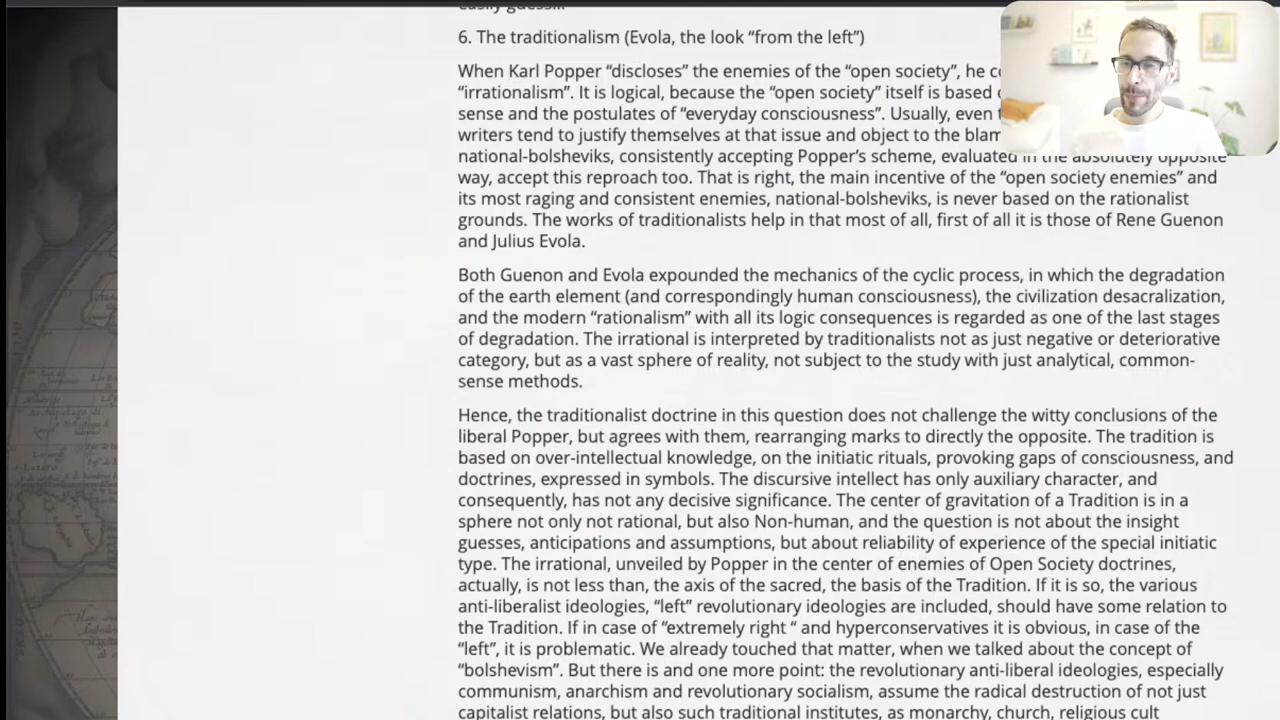 easily guess...
6. The traditionalism (Evola, the look “from the left”)
When Karl Popper “discloses” the enemies of the “open society”, he
“irrationalism”. It is logical, because the “open society” itself is based
sense and the postulates of “everyday consciousness”. Usually, even
writers tend to justify themselves at that issue and object to the
national-bolsheviks, consistently accepting Popper’s scheme, evaluated in the absolutely opposite
way, accept this reproach too. That is right, the main incentive of the “open society enemies” and
its most raging and consistent enemies, national-bolsheviks, is never based on the rationalist
grounds. The works of traditionalists help in that most of all, first of all it is those of Rene Guenon
and Julius Evola.
Both Guenon and Evola expounded the mechanics of the cyclic process, in which the degradation
of the earth element (and correspondingly human consciousness), the civilization desacralization,
and the modern “rationalism” with all its logic consequences is regarded as one of the last stages
of degradation. The irrational is interpreted by traditionalists not as just negative or deteriorative
category, but as a vast sphere of reality, not subject to the study with just analytical, common-
sense methods.
Hence, the traditionalist doctrine in this question does not challenge the witty conclusions of the
liberal Popper, but agrees with them, rearranging marks to directly the opposite. The tradition is
based on over-intellectual knowledge, on the initiatic rituals, provoking gaps of consciousness, and
doctrines, expressed in symbols. The discursive intellect has only auxiliary character, and
consequently, has not any decisive significance. The center of gravitation of a Tradition is in a
sphere not only not rational, but also Non-human, and the question is not about the insight
guesses, anticipations and assumptions, but about reliability of experience of the special initiatic
type. The irrational, unveiled by Popper in the center of enemies of Open Society doctrines,
actually, is not less than, the axis of the sacred, the basis of the Tradition. If it is so, the various
anti-liberalist ideologies, “left” revolutionary ideologies are included, should have some relation to
the Tradition. If in case of “extremely right “ and hyperconservatives it is obvious, in case of the
“left”, it is problematic. We already touched that matter, when we talked about the concept of
“bolshevism”. But there is and one more point: the revolutionary anti-liberal ideologies, especially
communism, anarchism and revolutionary socialism, assume the radical destruction of not just
capitalist relations, but also such traditional institutes, as monarchy, church, religious cult